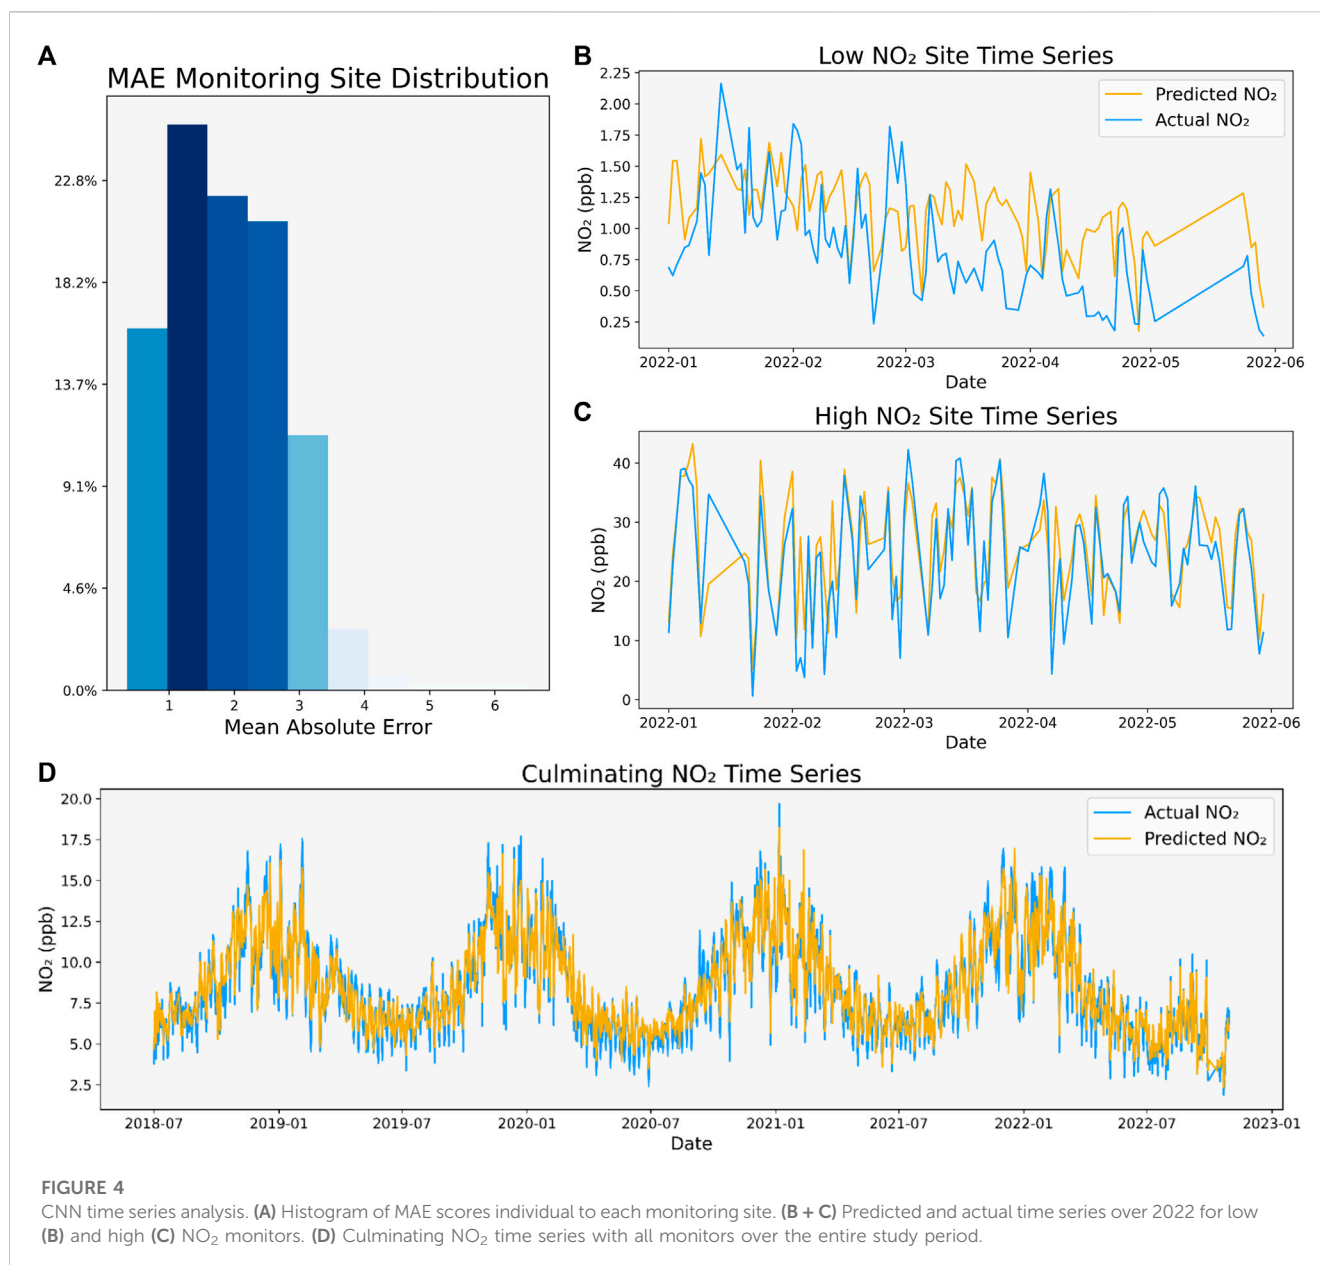 A
MAE Monitoring Site Distribution
22.8%
18.2%
13.7%
9.1%
4.6%
0.0%
1 2 3 4 5 6
Mean Absolute Error
B
Low NO₂ Site Time Series
NO₂ (ppb)
2.25
2.00
1.75
1.50
1.25
1.00
0.75
0.50
0.25
Predicted NO₂
Actual NO₂
2022-01 2022-02 2022-03 2022-04 2022-05 2022-06
Date
C
High NO₂ Site Time Series
NO₂ (ppb)
40
30
20
10
0
2022-01 2022-02 2022-03 2022-04 2022-05 2022-06
Date
D
Culminating NO₂ Time Series
NO₂ (ppb)
20.0
17.5
15.0
12.5
10.0
7.5
5.0
2.5
Actual NO₂
Predicted NO₂
2018-07 2019-01 2019-07 2020-01 2020-07 2021-01 2021-07 2022-01 2022-07 2023-01
Date
FIGURE 4
CNN time series analysis. (A) Histogram of MAE scores individual to each monitoring site. (B + C) Predicted and actual time series over 2022 for low
(B) and high (C) NO₂ monitors. (D) Culminating NO₂ time series with all monitors over the entire study period.